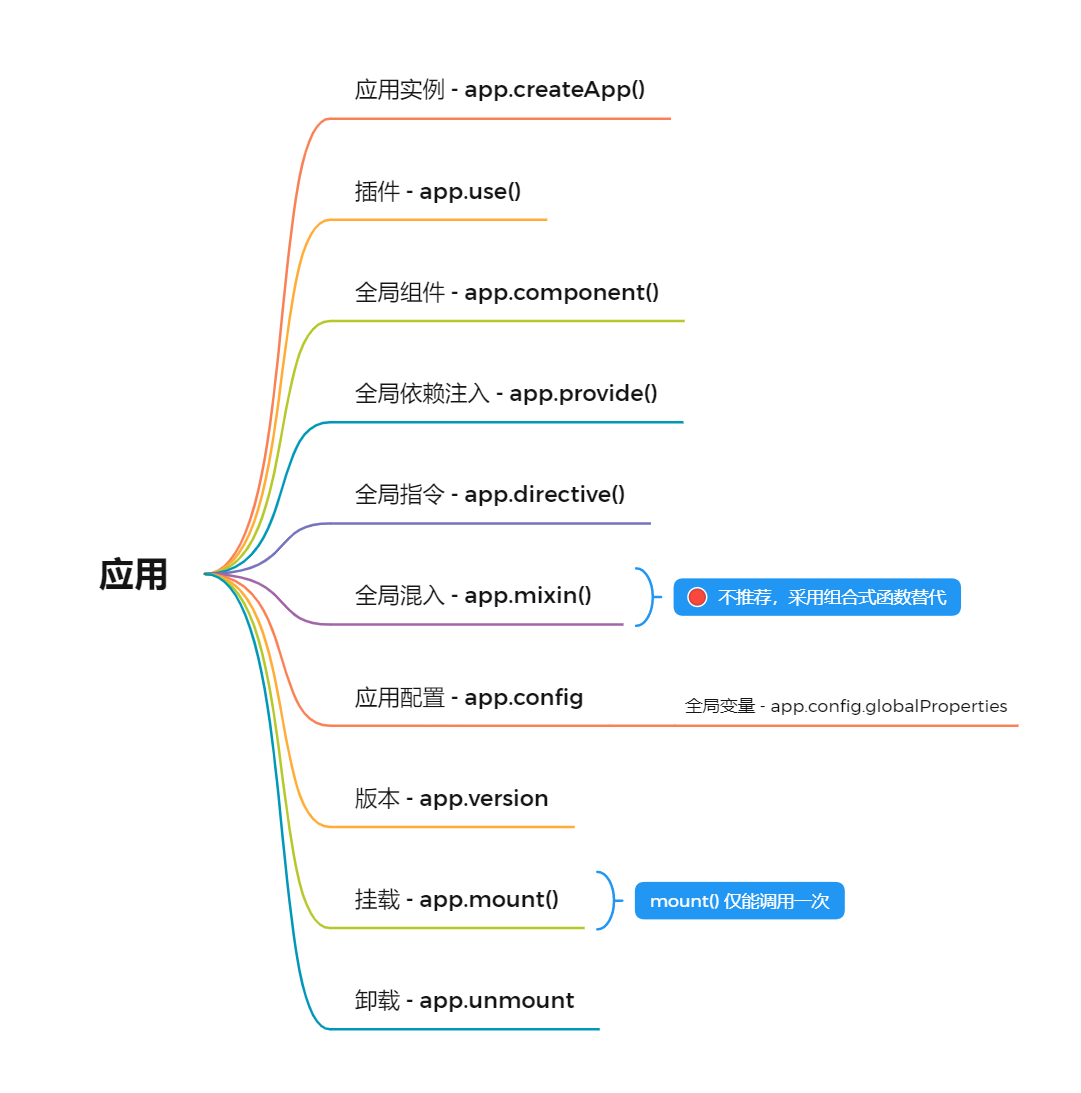 应用实例 - app.createApp()
插件 - app.use()
全局组件 - app.component()
全局依赖注入 - app.provide()
全局指令 - app.directive()
应用
全局混入 - app.mixin()
不推荐，采用组合式函数替代
应用配置 - app.config
全局变量 - app.config.globalProperties
版本 - app.version
挂载 - app.mount()
mount() 仅能调用一次
卸载 - app.unmount